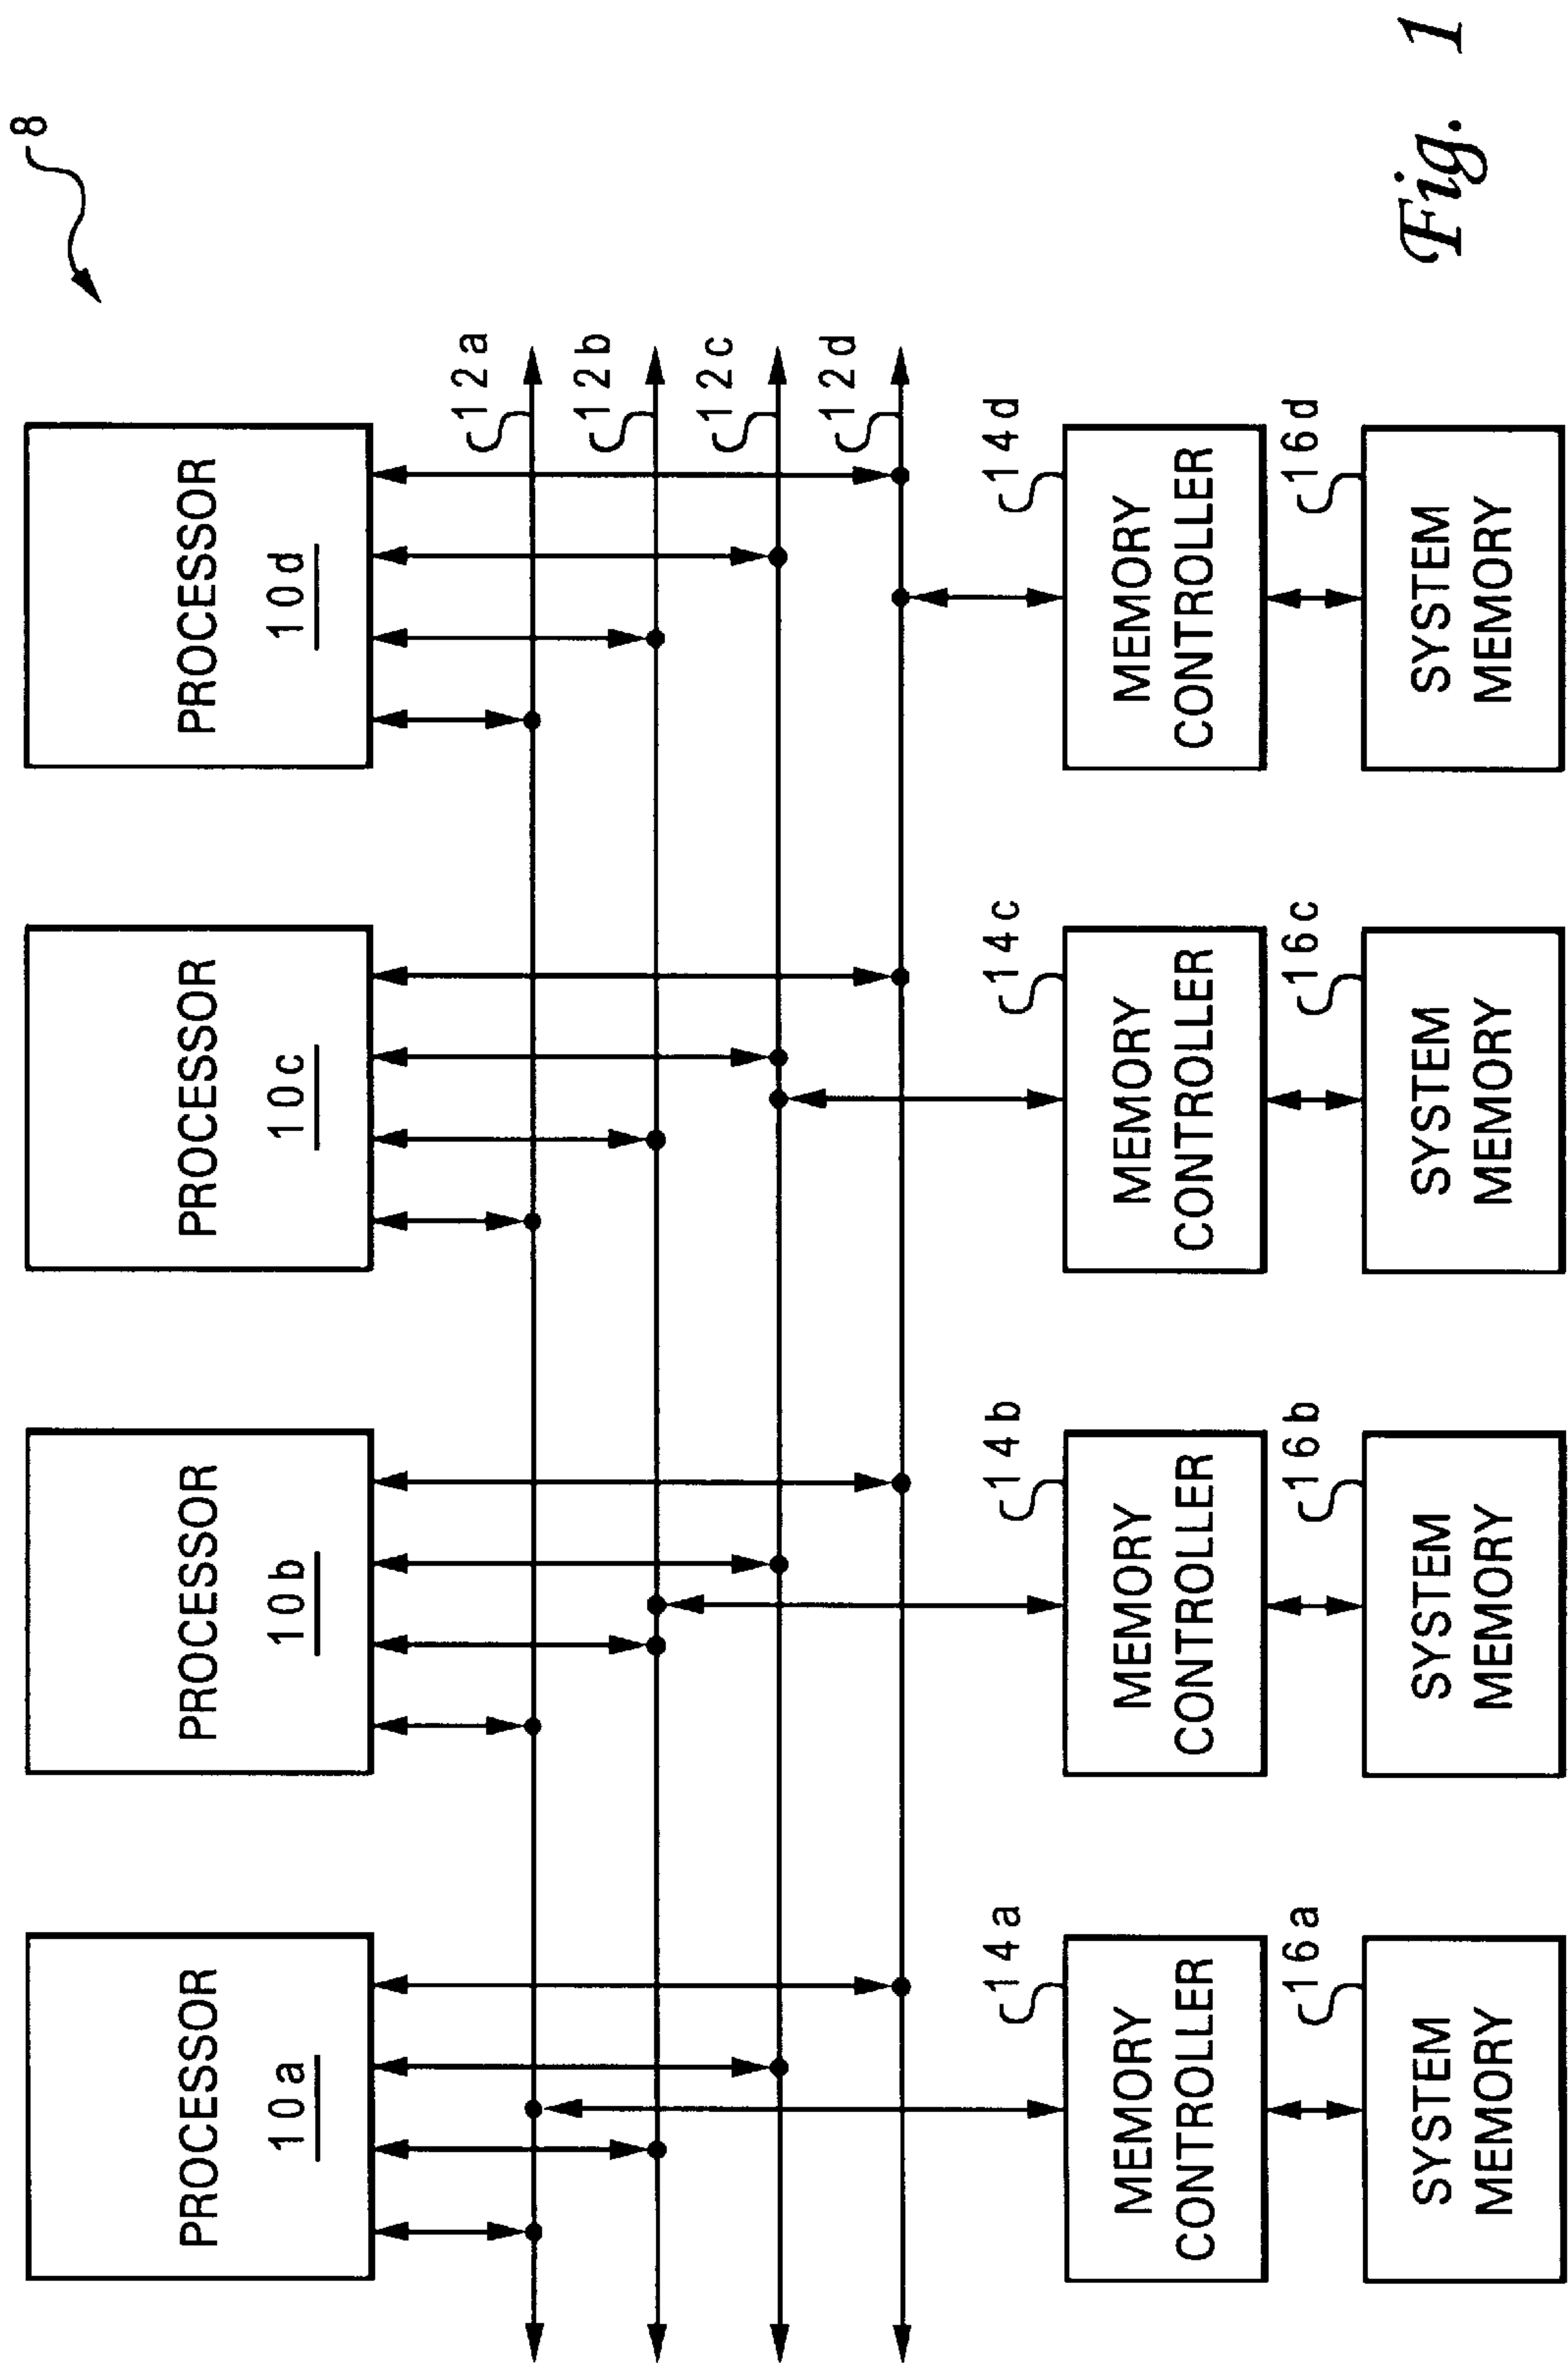 8
PROCESSOR
10a
PROCESSOR
10b
PROCESSOR
10c
PROCESSOR
10d
12a
12b
12c
12d
14a
14b
14c
14d
MEMORY
CONTROLLER
MEMORY
CONTROLLER
MEMORY
CONTROLLER
MEMORY
CONTROLLER
16a
16b
16c
16d
SYSTEM
MEMORY
SYSTEM
MEMORY
SYSTEM
MEMORY
SYSTEM
MEMORY
Fig. 1